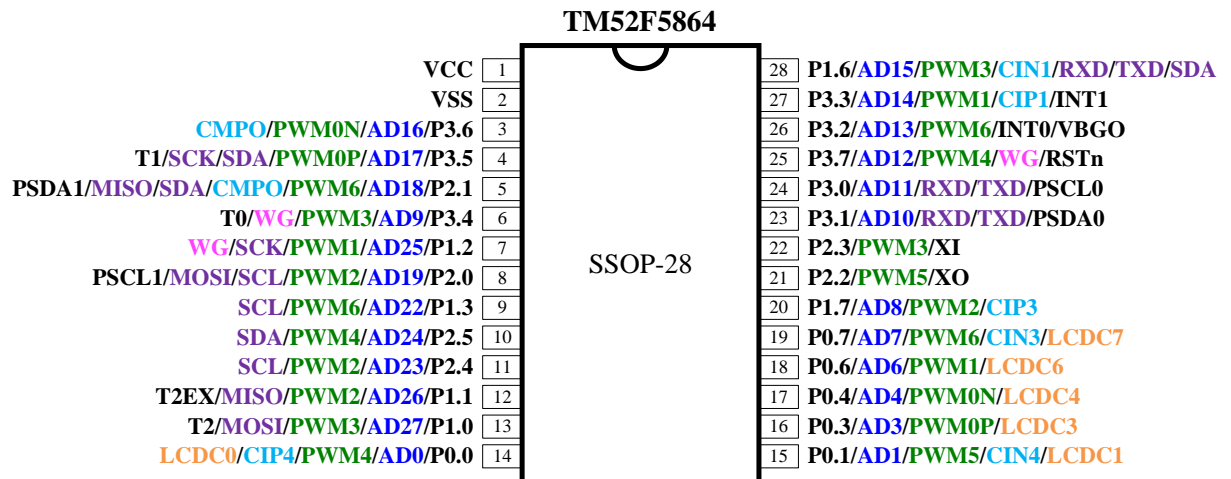 TM52F5864
VCC 1 28 P1.6/AD15/PWM3/CIN1/RXD/TXD/SDA
VSS 2 27 P3.3/AD14/PWM1/CIP1/INT1
CMPO/PWM0N/AD16/P3.6 3 26 P3.2/AD13/PWM6/INT0/VBGO
T1/SCK/SDA/PWM0P/AD17/P3.5 4 25 P3.7/AD12/PWM4/WG/RSTn
PSDA1/MISO/SDA/CMPO/PWM6/AD18/P2.1 5 24 P3.0/AD11/RXD/TXD/PSCL0
T0/WG/PWM3/AD9/P3.4 6 23 P3.1/AD10/RXD/TXD/PSDA0
WG/SCK/PWM1/AD25/P1.2 7 SSOP-28 22 P2.3/PWM3/XI
PSCL1/MOSI/SCL/PWM2/AD19/P2.0 8 21 P2.2/PWM5/XO
SCL/PWM6/AD22/P1.3 9 20 P1.7/AD8/PWM2/CIP3
SDA/PWM4/AD24/P2.5 10 19 P0.7/AD7/PWM6/CIN3/LCDC7
SCL/PWM2/AD23/P2.4 11 18 P0.6/AD6/PWM1/LCDC6
T2EX/MISO/PWM2/AD26/P1.1 12 17 P0.4/AD4/PWM0N/LCDC4
T2/MOSI/PWM3/AD27/P1.0 13 16 P0.3/AD3/PWM0P/LCDC3
LCDC0/CIP4/PWM4/AD0/P0.0 14 15 P0.1/AD1/PWM5/CIN4/LCDC1